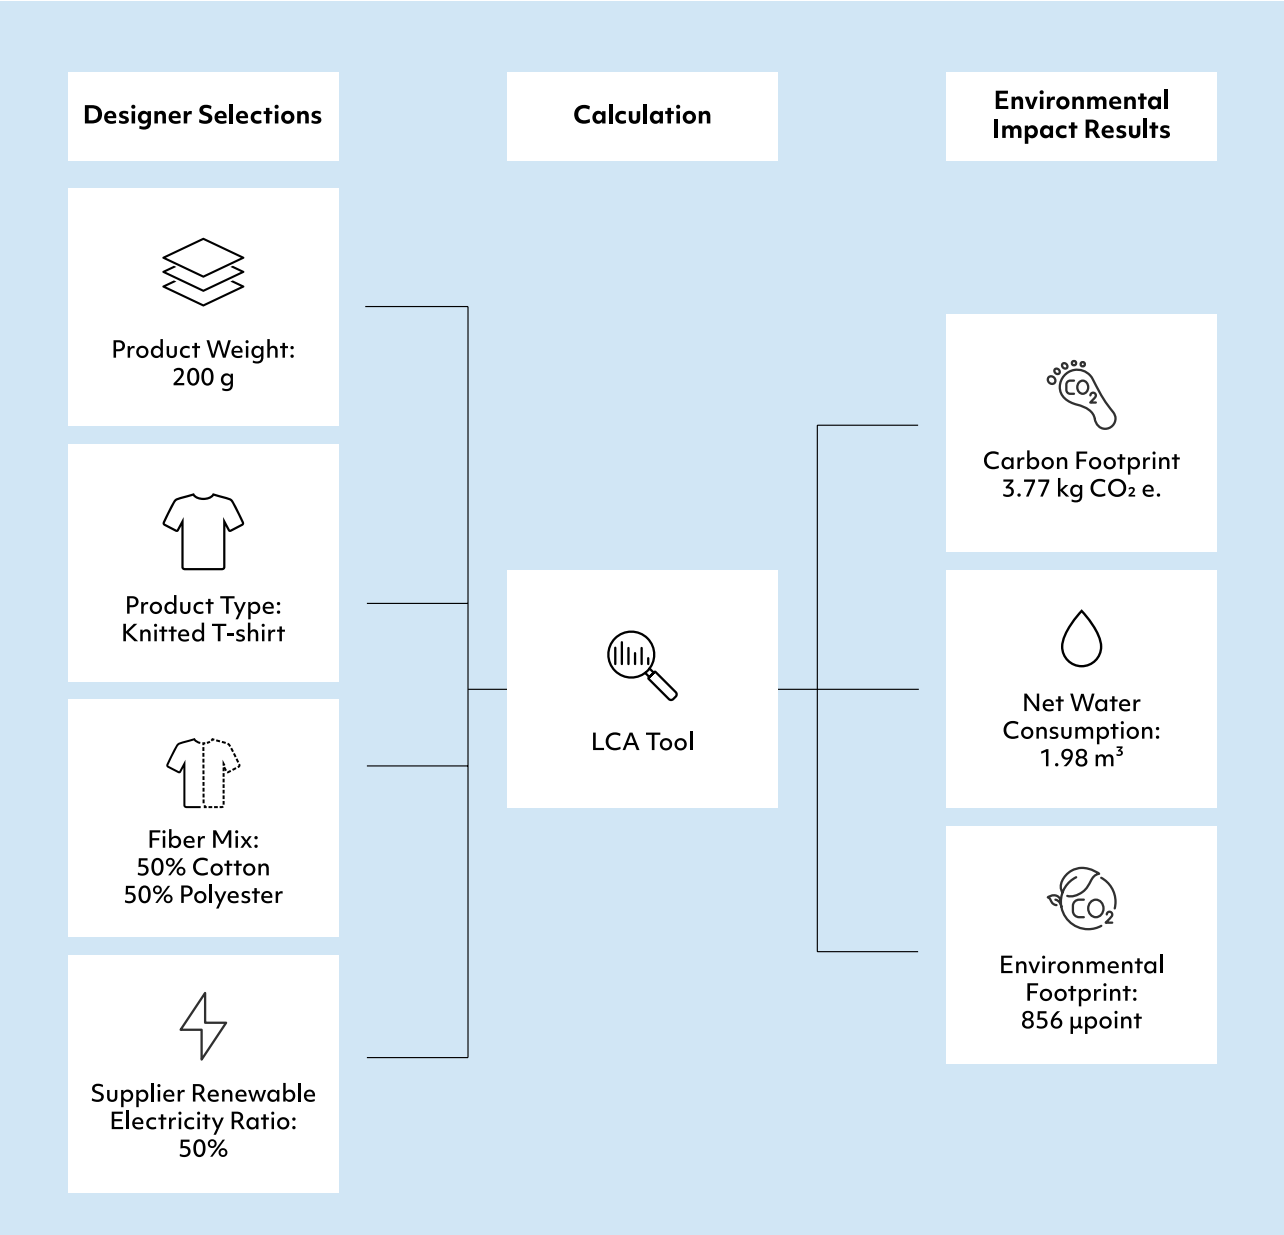 Designer Selections
Calculation
Environmental
Impact Results
Product Weight:
200 g
Product Type:
Knitted T-shirt
Fiber Mix:
50% Cotton
50% Polyester
Supplier Renewable
Electricity Ratio:
50%
LCA Tool
CO₂
Carbon Footprint
3.77 kg CO₂ e.
Net Water
Consumption:
1.98 m³
CO₂
Environmental
Footprint:
856 µpoint